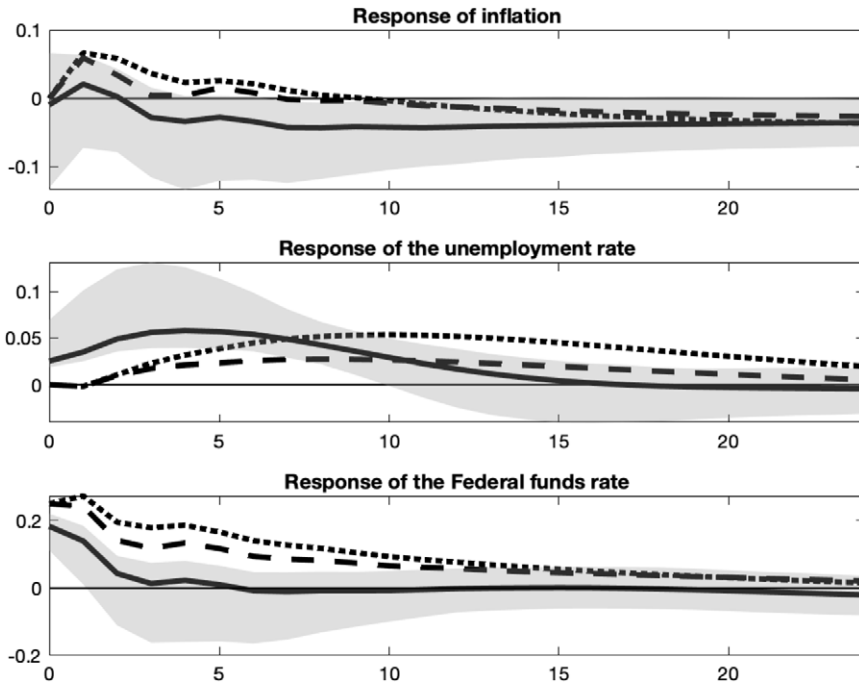 Response of inflation
0.1
0
-0.1
0 5 10 15 20
Response of the unemployment rate
0.1
0.05
0
0 5 10 15 20
Response of the Federal funds rate
0.2
0
-0.2
0 5 10 15 20